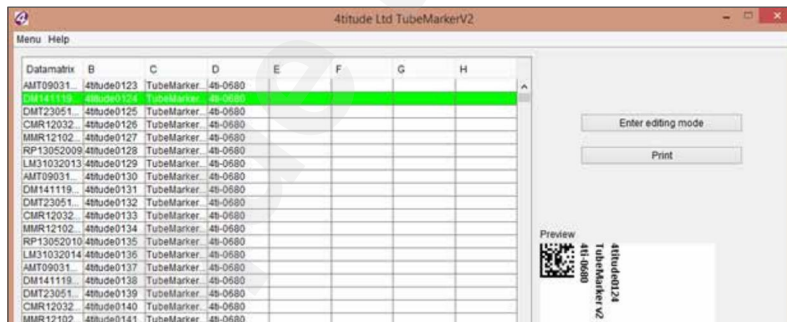 4titude Ltd TubeMarkerV2
Menu Help
Datamatrix B C D E F G H
AMT09031... 4titude0123 TubeMarker... 4ti-0680
DM141119... 4titude0124 TubeMarker... 4ti-0680
DMT23051... 4titude0125 TubeMarker... 4ti-0680
CMR12032... 4titude0126 TubeMarker... 4ti-0680
MMR12102... 4titude0127 TubeMarker... 4ti-0680
RP13052009 4titude0128 TubeMarker... 4ti-0680
LM31032013 4titude0129 TubeMarker... 4ti-0680
AMT09031... 4titude0130 TubeMarker... 4ti-0680
DM141119... 4titude0131 TubeMarker... 4ti-0680
DMT23051... 4titude0132 TubeMarker... 4ti-0680
CMR12032... 4titude0133 TubeMarker... 4ti-0680
MMR12102... 4titude0134 TubeMarker... 4ti-0680
RP13052010 4titude0135 TubeMarker... 4ti-0680
LM31032014 4titude0136 TubeMarker... 4ti-0680
AMT09031... 4titude0137 TubeMarker... 4ti-0680
DM141119... 4titude0138 TubeMarker... 4ti-0680
DMT23051... 4titude0139 TubeMarker... 4ti-0680
CMR12032... 4titude0140 TubeMarker... 4ti-0680
MMR12102... 4titude0141 TubeMarker... 4ti-0680
Enter editing mode
Print
Preview
4titude0124
TubeMarker v2
4ti-0680